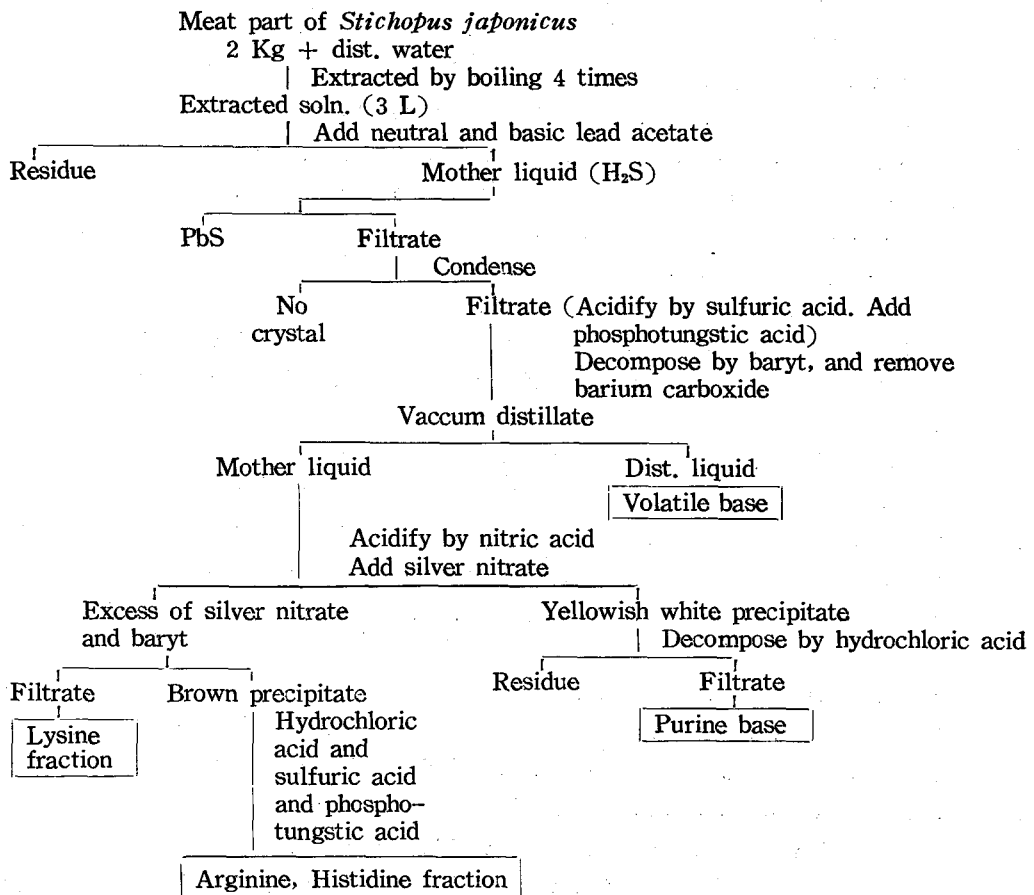 Meat part of Stichopus japonicus
2 Kg + dist. water
Extracted by boiling 4 times
Extracted soln. (3 L)
Add neutral and basic lead acetate
Residue
Mother liquid (H₂S)
PbS
Filtrate
Condense
No
crystal
Filtrate (Acidify by sulfuric acid. Add
phosphotungstic acid)
Decompose by baryt, and remove
barium carboxide
Vaccum distillate
Mother liquid
Dist. liquid
Volatile base
Acidify by nitric acid
Add silver nitrate
Excess of silver nitrate
and baryt
Yellowish white precipitate
Decompose by hydrochloric acid
Filtrate
Brown precipitate
Residue
Filtrate
Lysine
fraction
Hydrochloric
acid and
sulfuric acid
and phospho-
tungstic acid
Purine base
Arginine, Histidine fraction